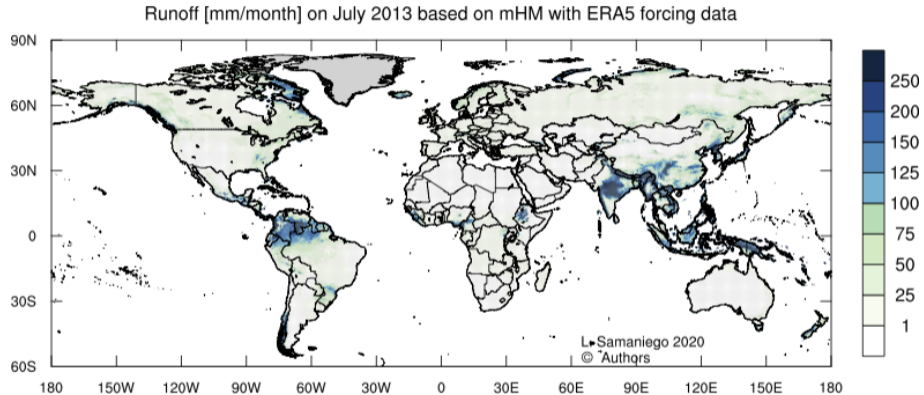 Runoff [mm/month] on July 2013 based on mHM with ERA5 forcing data
90N
60N
30N
0
30S
60S
180 150W 120W 90W 60W 30W 0 30E 60E 90E 120E 150E 180
L. Samaniego 2020
© Authors
250
200
150
125
100
75
50
25
1